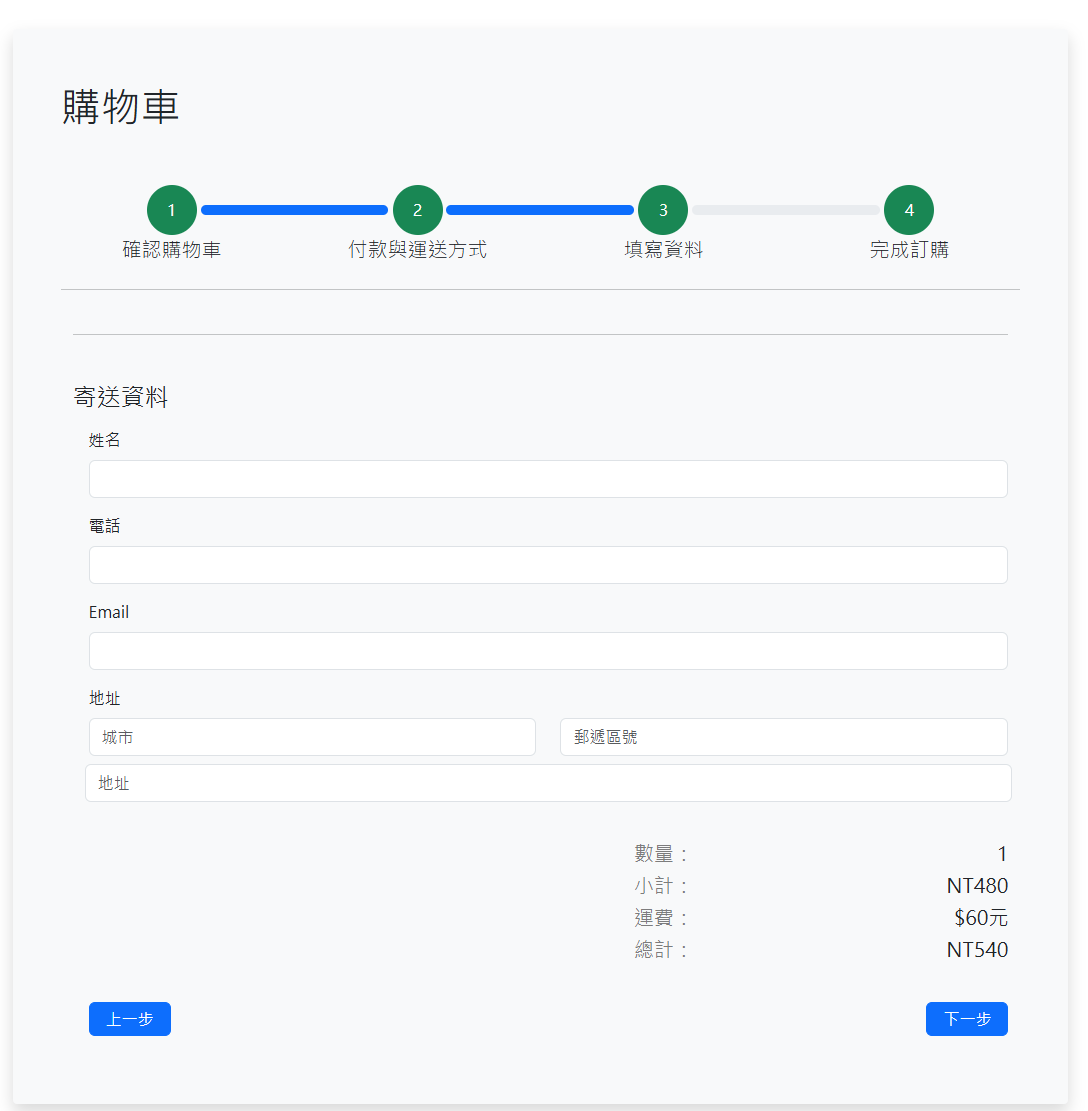 購物車
1 2 3 4
確認購物車 付款與運送方式 填寫資料 完成訂購
寄送資料
姓名
電話
Email
地址
城市 郵遞區號
地址
數量： 1
小計： NT480
運費： $60元
總計： NT540
上一步 下一步